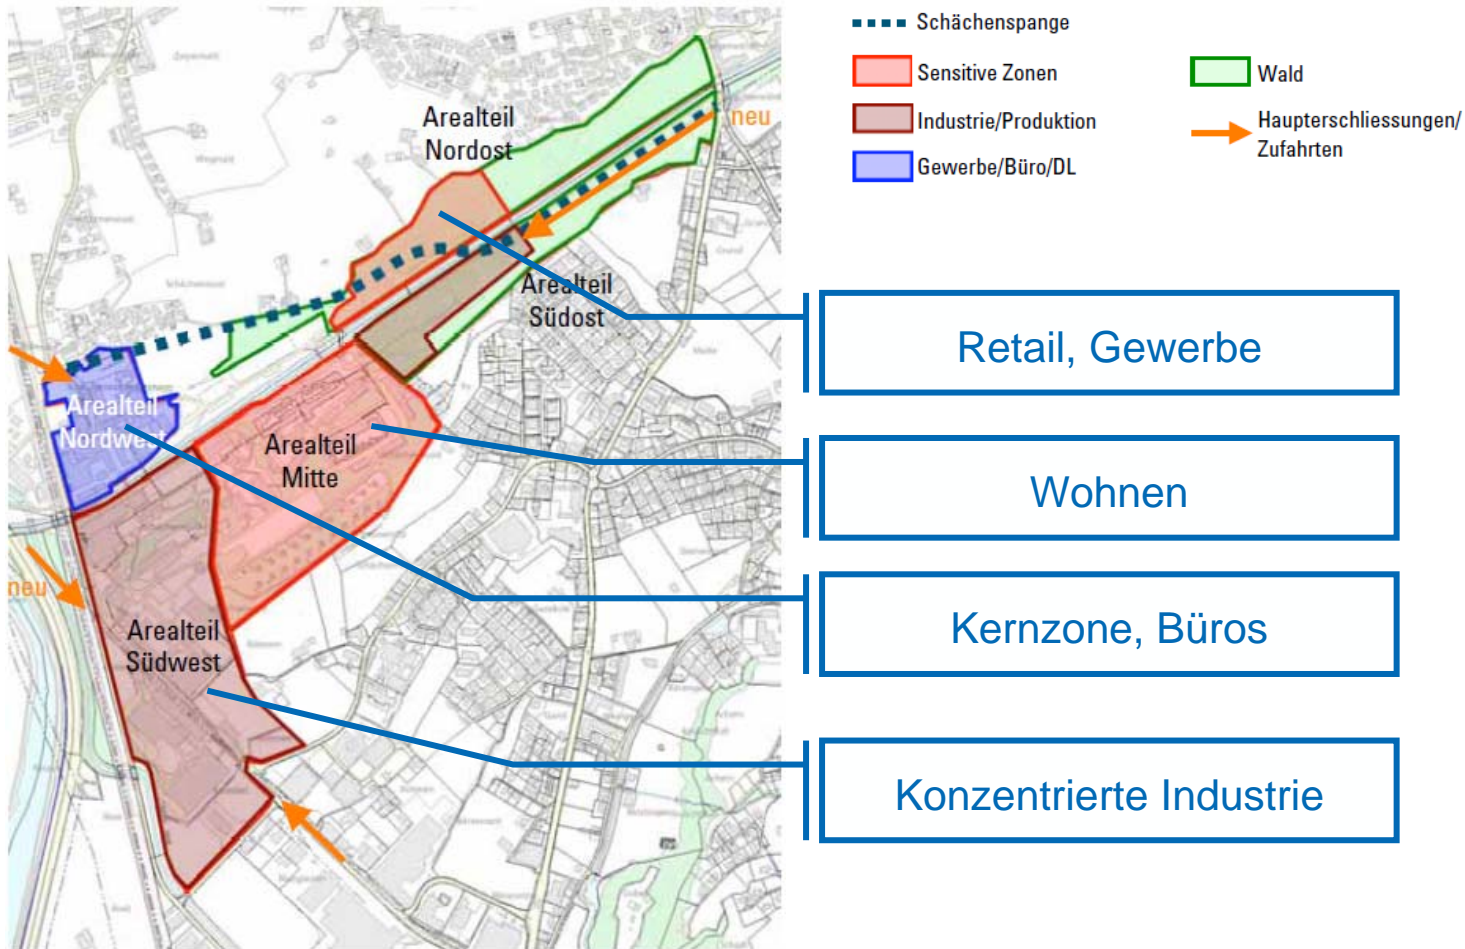 Schächenspange
Sensitive Zonen
Wald
Industrie/Produktion
Haupterschliessungen/
Zufahrten
Gewerbe/Büro/DL
Arealteil
Nordost
neu
Arealteil
Südost
Retail, Gewerbe
Arealteil
Nordwest
Arealteil
Mitte
Wohnen
neu
Kernzone, Büros
Arealteil
Südwest
Konzentrierte Industrie